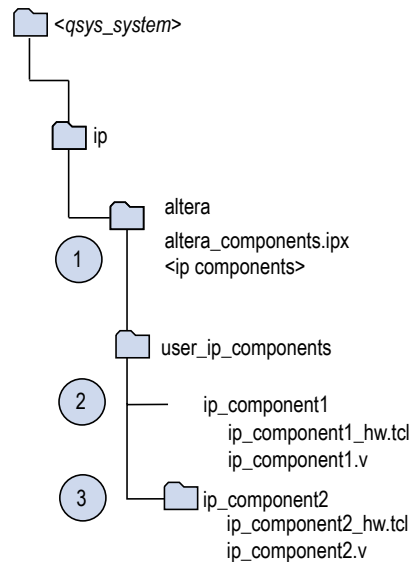 <qsys_system>
ip
altera
altera_components.ipx
<ip components>
1
user_ip_components
2
ip_component1
ip_component1_hw.tcl
ip_component1.v
3
ip_component2
ip_component2_hw.tcl
ip_component2.v